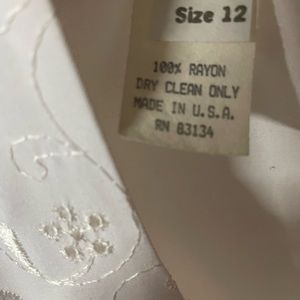 Size 12
100% RAYON
DRY CLEAN ONLY
MADE IN U.S.A.
RN 83134